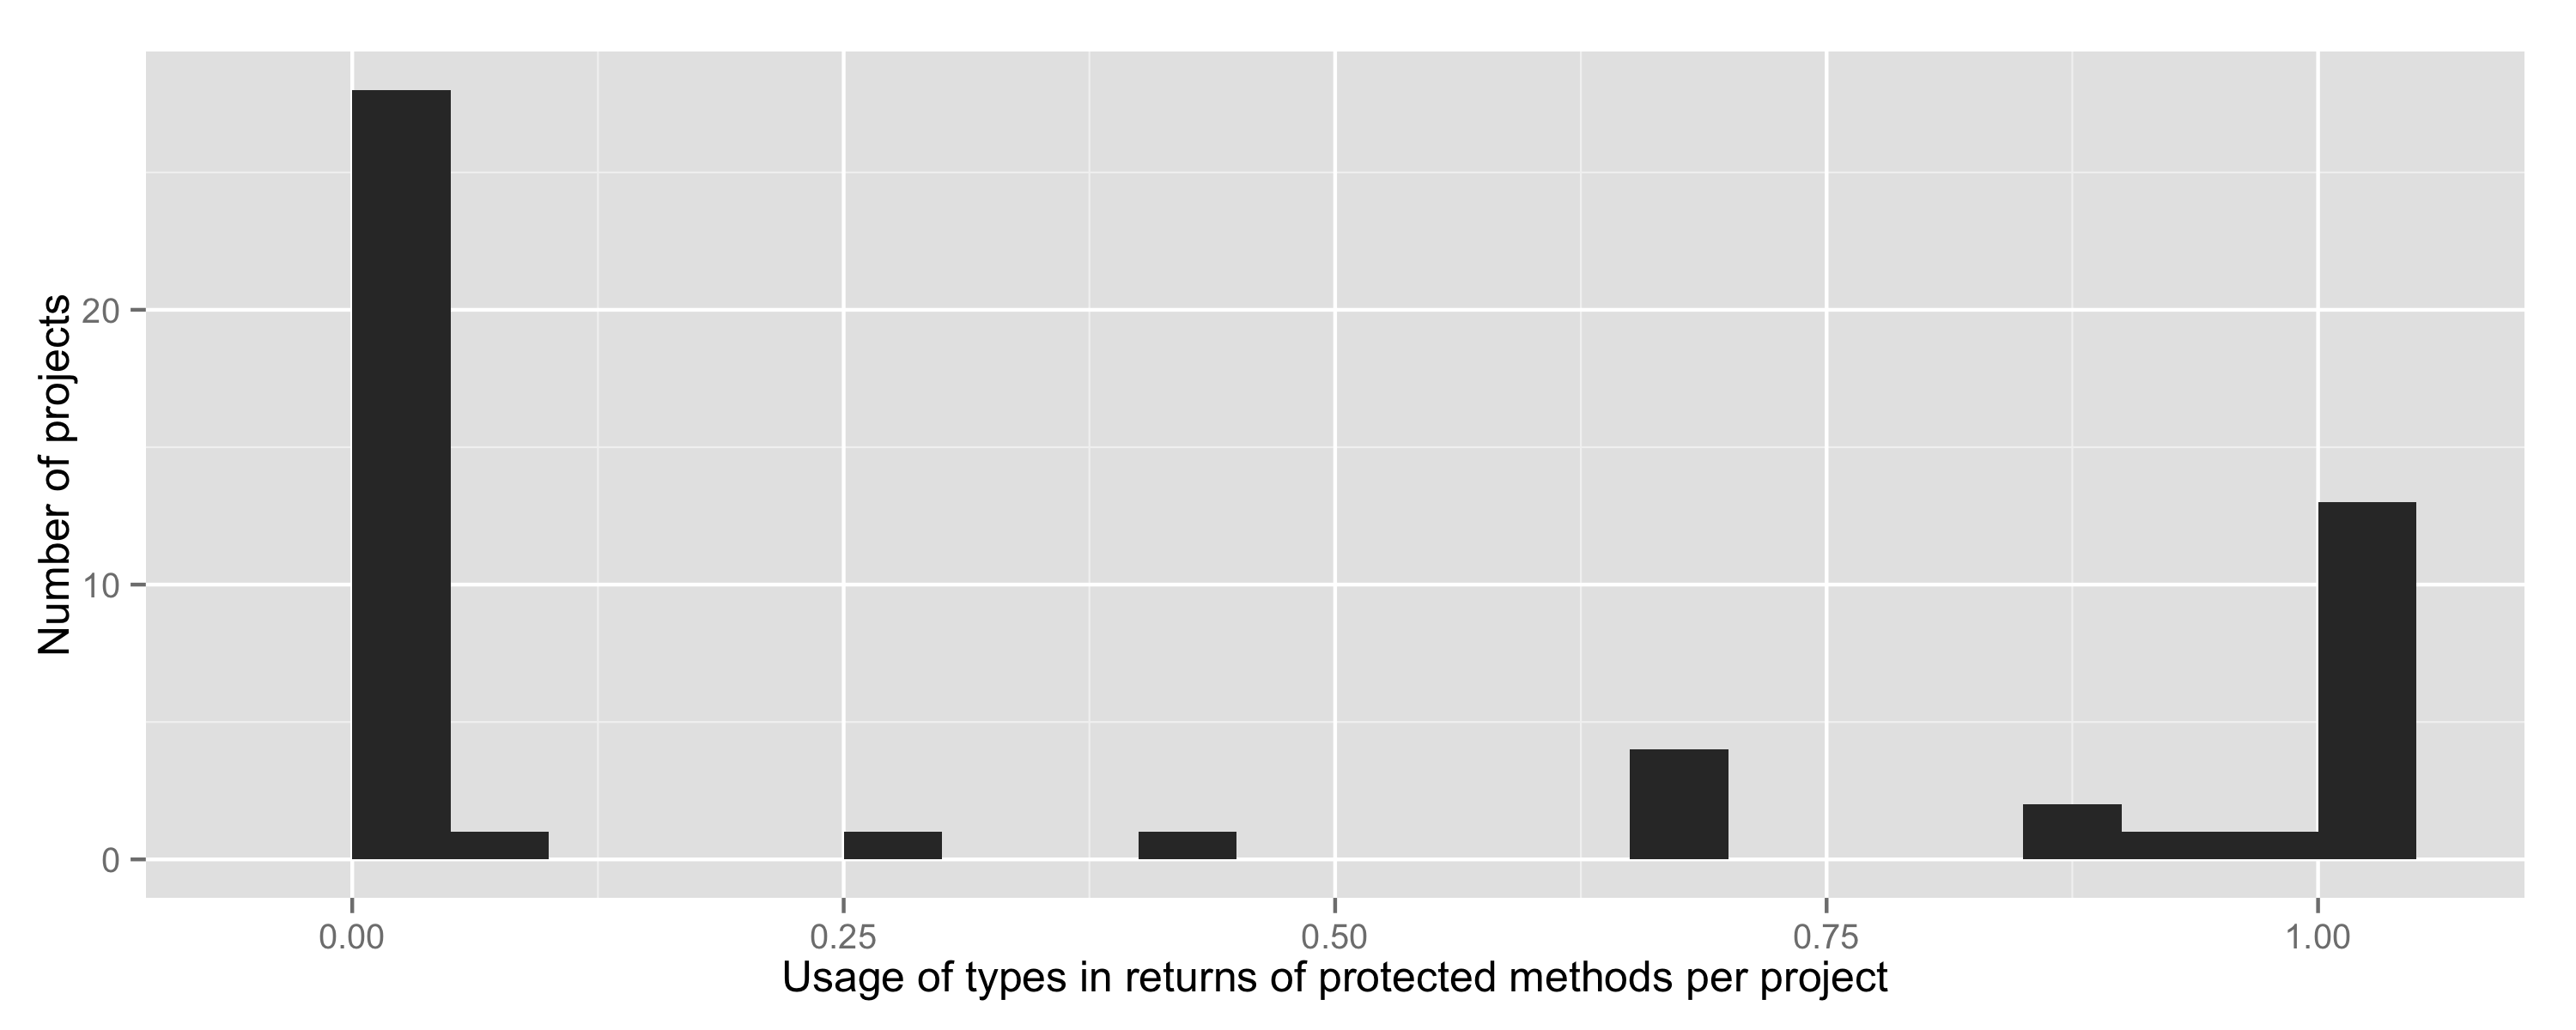 Number of projects
20
10
0
0.00 0.25 0.50 0.75 1.00
Usage of types in returns of protected methods per project